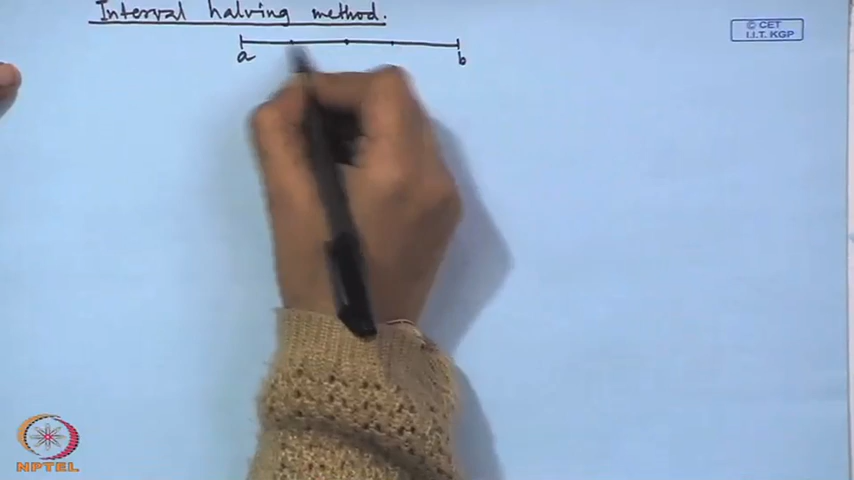 Interval halving method.
a b
© CET
I.I.T. KGP
NPTEL